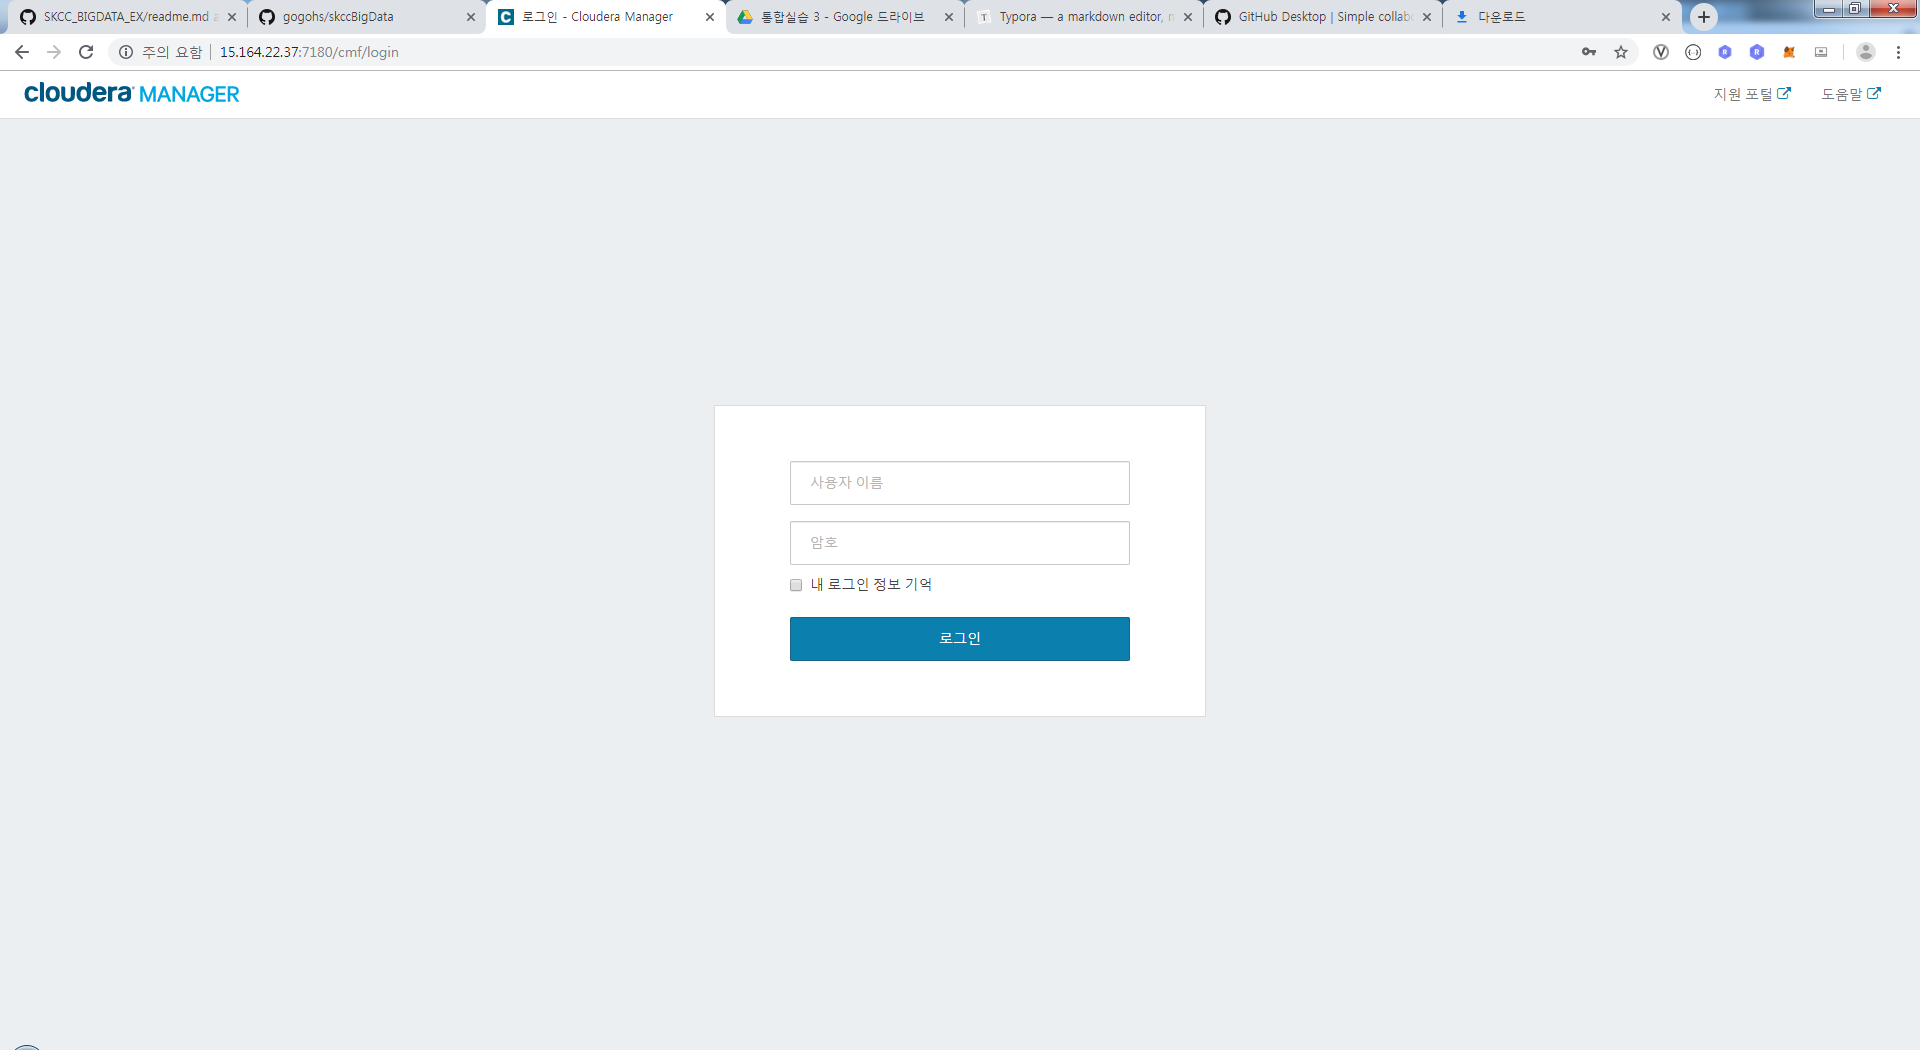 SKCC_BIGDATA_EX/readme.md a
gogohs/skccBigData
로그인 - Cloudera Manager
통합실습 3 - Google 드라이브
Typora — a markdown editor, m
GitHub Desktop | Simple collabo
다운로드
주의 요함 | 15.164.22.37:7180/cmf/login
cloudera MANAGER
지원 포털
도움말
사용자 이름
암호
내 로그인 정보 기억
로그인